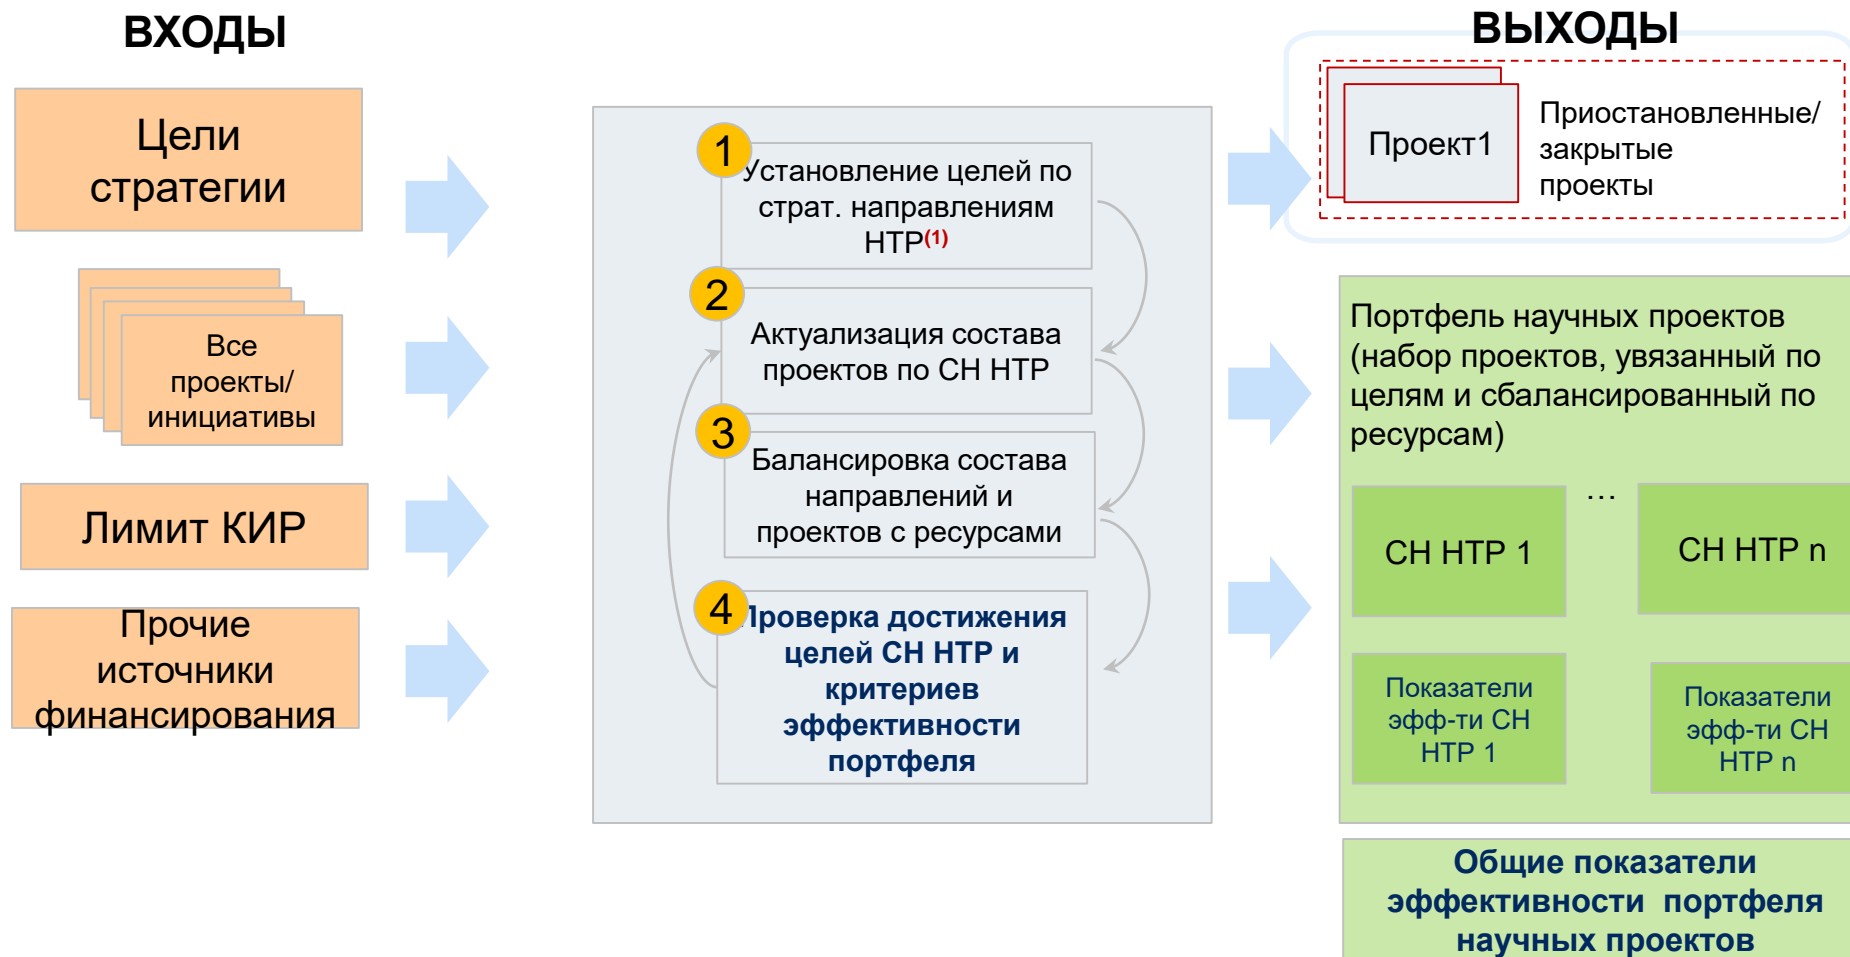 ВХОДЫ
Цели
стратегии
Все
проекты/
инициативы
Лимит КИР
Прочие
источники
финансирования
1
Установление целей по
страт. направлениям
НТР(1)
2
Актуализация состава
проектов по СН НТР
3
Балансировка состава
направлений и
проектов с ресурсами
4
Проверка достижения
целей СН НТР и
критериев
эффективности
портфеля
ВЫХОДЫ
Проект1
Приостановленные/
закрытые
проекты
Портфель научных проектов
(набор проектов, увязанный по
целям и сбалансированный по
ресурсам)
СН НТР 1
…
СН НТР n
Показатели
эфф-ти СН
НТР 1
Показатели
эфф-ти СН
НТР n
Общие показатели
эффективности портфеля
научных проектов